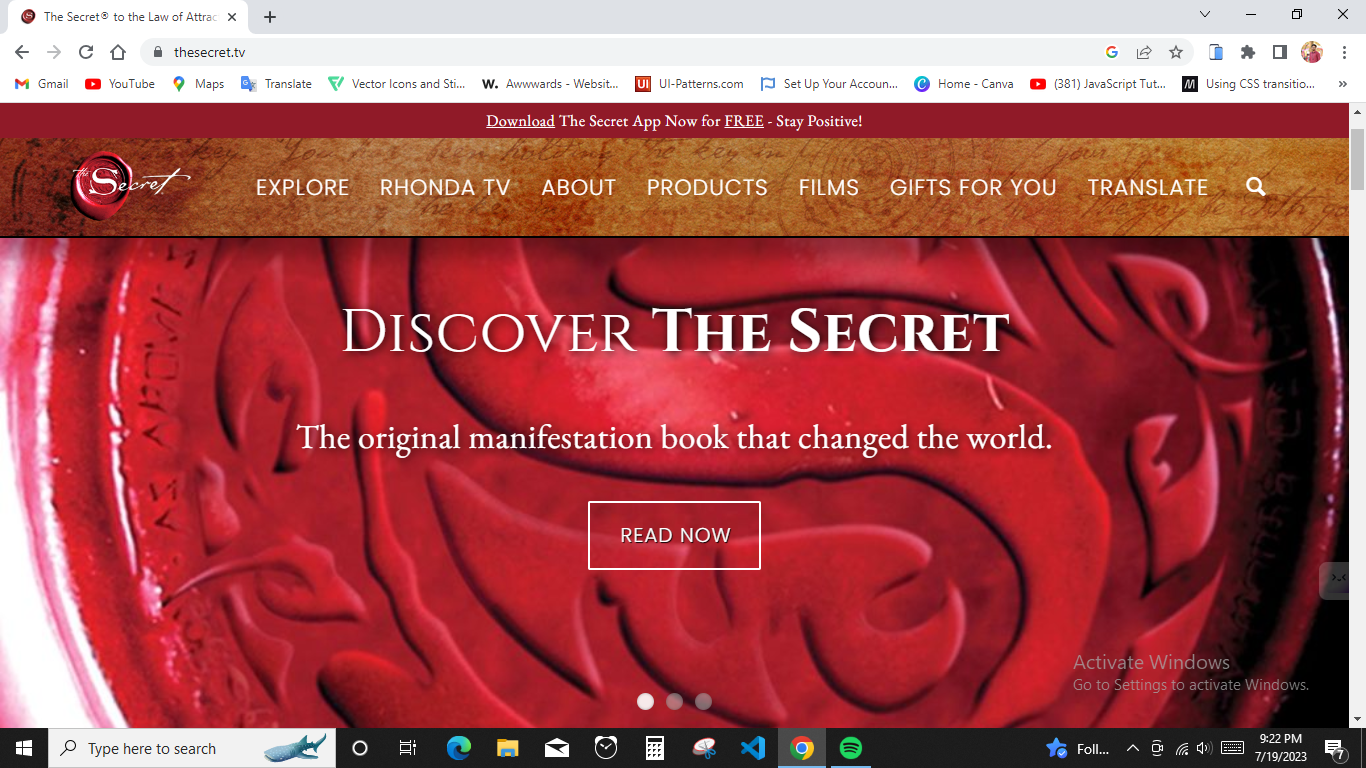 The Secret® to the Law of Attrac
thesecret.tv
Gmail YouTube Maps Translate Vector Icons and Sti... Awwwards - Websit... UI-Patterns.com Set Up Your Accoun... Home - Canva (381) JavaScript Tut... Using CSS transitio... »
Download The Secret App Now for FREE - Stay Positive!
the Secret
EXPLORE RHONDA TV ABOUT PRODUCTS FILMS GIFTS FOR YOU TRANSLATE
DISCOVER THE SECRET
The original manifestation book that changed the world.
READ NOW
Activate Windows
Go to Settings to activate Windows.
Type here to search
Foll...
9:22 PM
7/19/2023
7